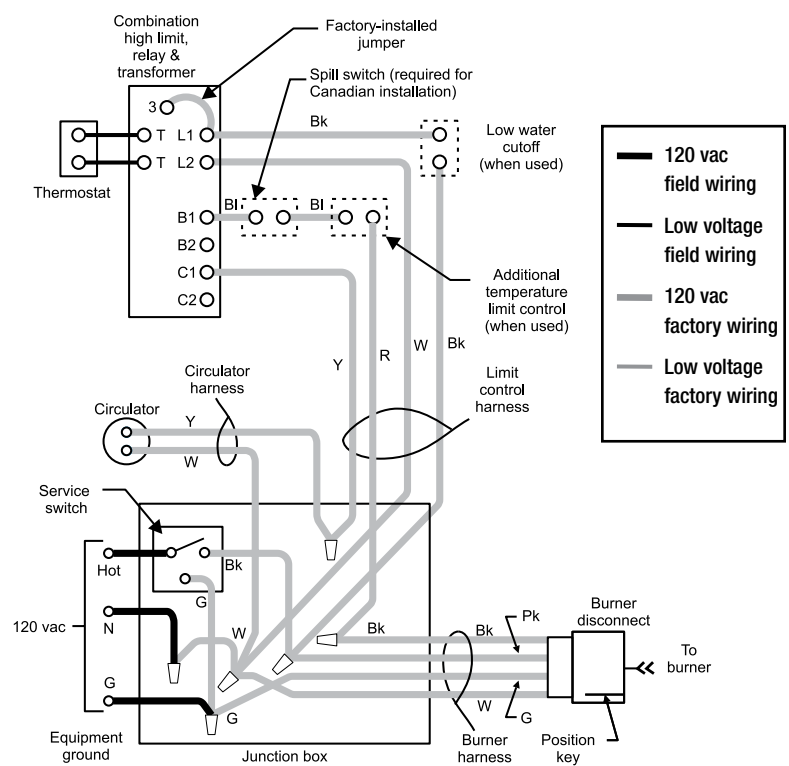 Combination
high limit,
relay &
transformer
Factory-installed
jumper
Spill switch (required for
Canadian installation)
3
T L1
Bk
T L2
Low water
cutoff
(when used)
Thermostat
B1
Bl
Bl
B2
C1
C2
Additional
temperature
limit control
(when used)
120 vac
field wiring
Low voltage
field wiring
120 vac
factory wiring
Low voltage
factory wiring
Y
R
W
Bk
Circulator
harness
Limit
control
harness
Circulator
Y
W
Service
switch
Hot
Bk
G
120 vac
N
W
G
G
Equipment
ground
Junction box
Bk
Bk
Pk
W
G
Burner
disconnect
To
burner
Burner
harness
Position
key